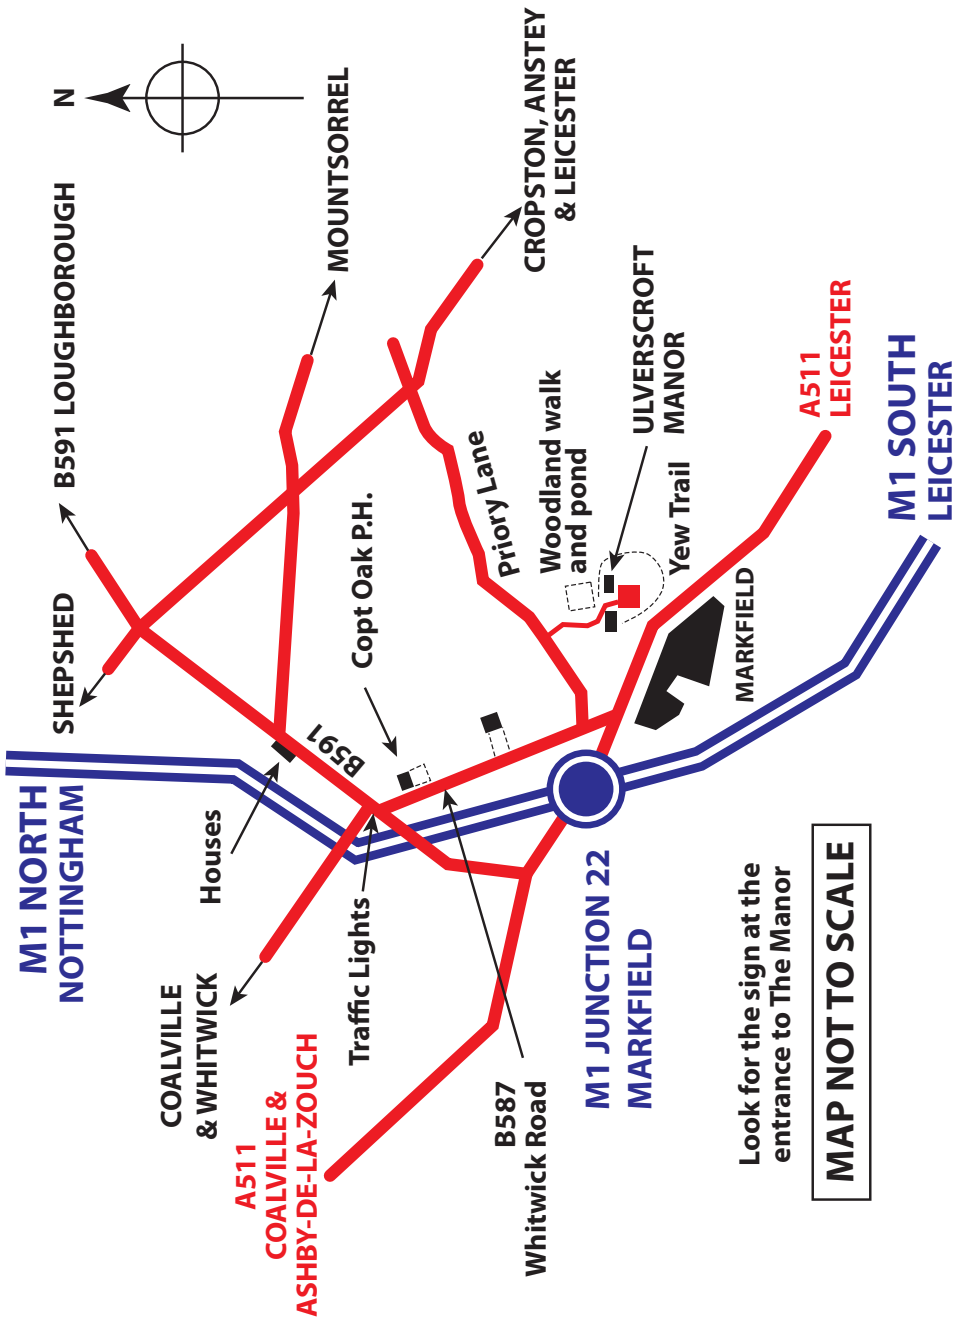 M1 NORTH
NOTTINGHAM
SHEPSHED
B591 LOUGHBOROUGH
N
COALVILLE
& WHITWICK
Houses
B591
MOUNTSORREL
A511
COALVILLE &
ASHBY-DE-LA-ZOUCH
Traffic Lights
Copt Oak P.H.
Priory Lane
CROPSTON, ANSTEY
& LEICESTER
B587
Whitwick Road
Woodland walk
and pond
ULVERSCROFT
MANOR
Yew Trail
M1 JUNCTION 22
MARKFIELD
MARKFIELD
A511
LEICESTER
M1 SOUTH
LEICESTER
Look for the sign at the
entrance to The Manor
MAP NOT TO SCALE